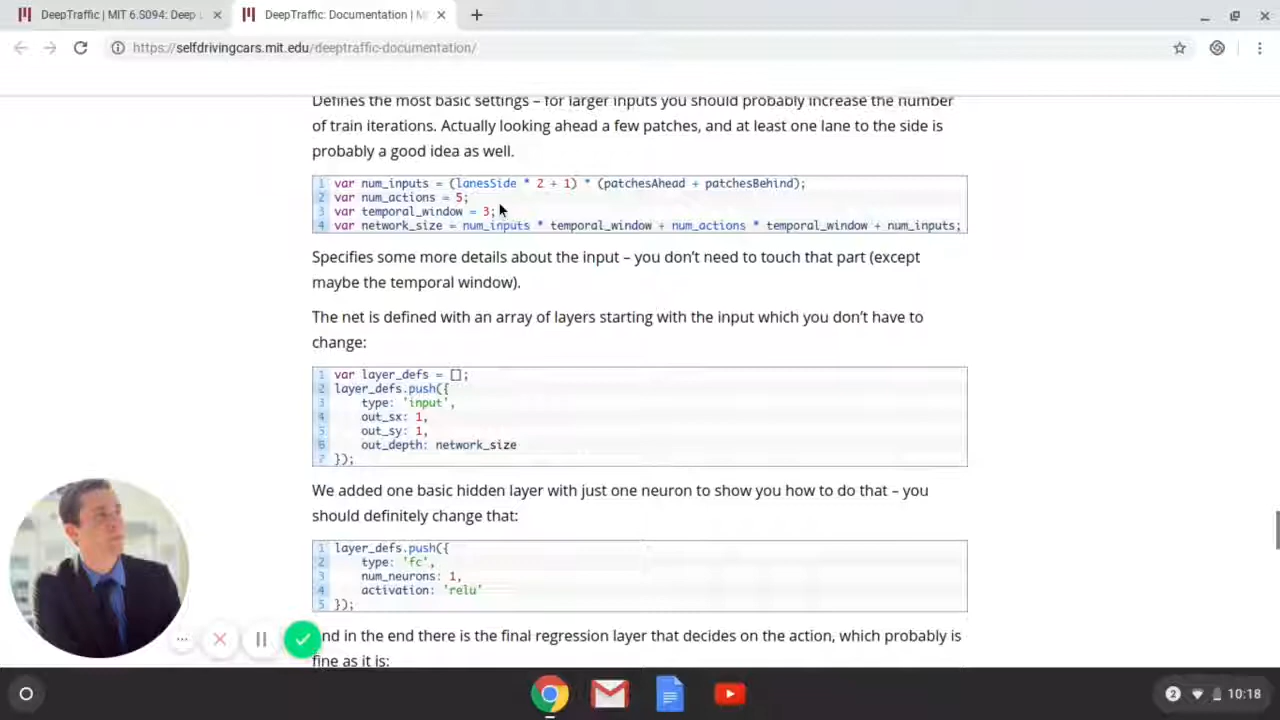 DeepTraffic | MIT 6.S094: Deep
DeepTraffic: Documentation |
https://selfdrivingcars.mit.edu/deeptraffic-documentation/
Defines the most basic settings – for larger inputs you should probably increase the number
of train iterations. Actually looking ahead a few patches, and at least one lane to the side is
probably a good idea as well.
1 var num_inputs = (lanesSide * 2 + 1) * (patchesAhead + patchesBehind);
2 var num_actions = 5;
3 var temporal_window = 3;
4 var network_size = num_inputs * temporal_window + num_actions * temporal_window + num_inputs;
Specifies some more details about the input – you don’t need to touch that part (except
maybe the temporal window).
The net is defined with an array of layers starting with the input which you don’t have to
change:
1 var layer_defs = [];
2 layer_defs.push({
3 type: 'input',
4 out_sx: 1,
5 out_sy: 1,
6 out_depth: network_size
7 });
We added one basic hidden layer with just one neuron to show you how to do that – you
should definitely change that:
1 layer_defs.push({
2 type: 'fc',
3 num_neurons: 1,
4 activation: 'relu'
5 });
nd in the end there is the final regression layer that decides on the action, which probably is
fine as it is:
2
10:18